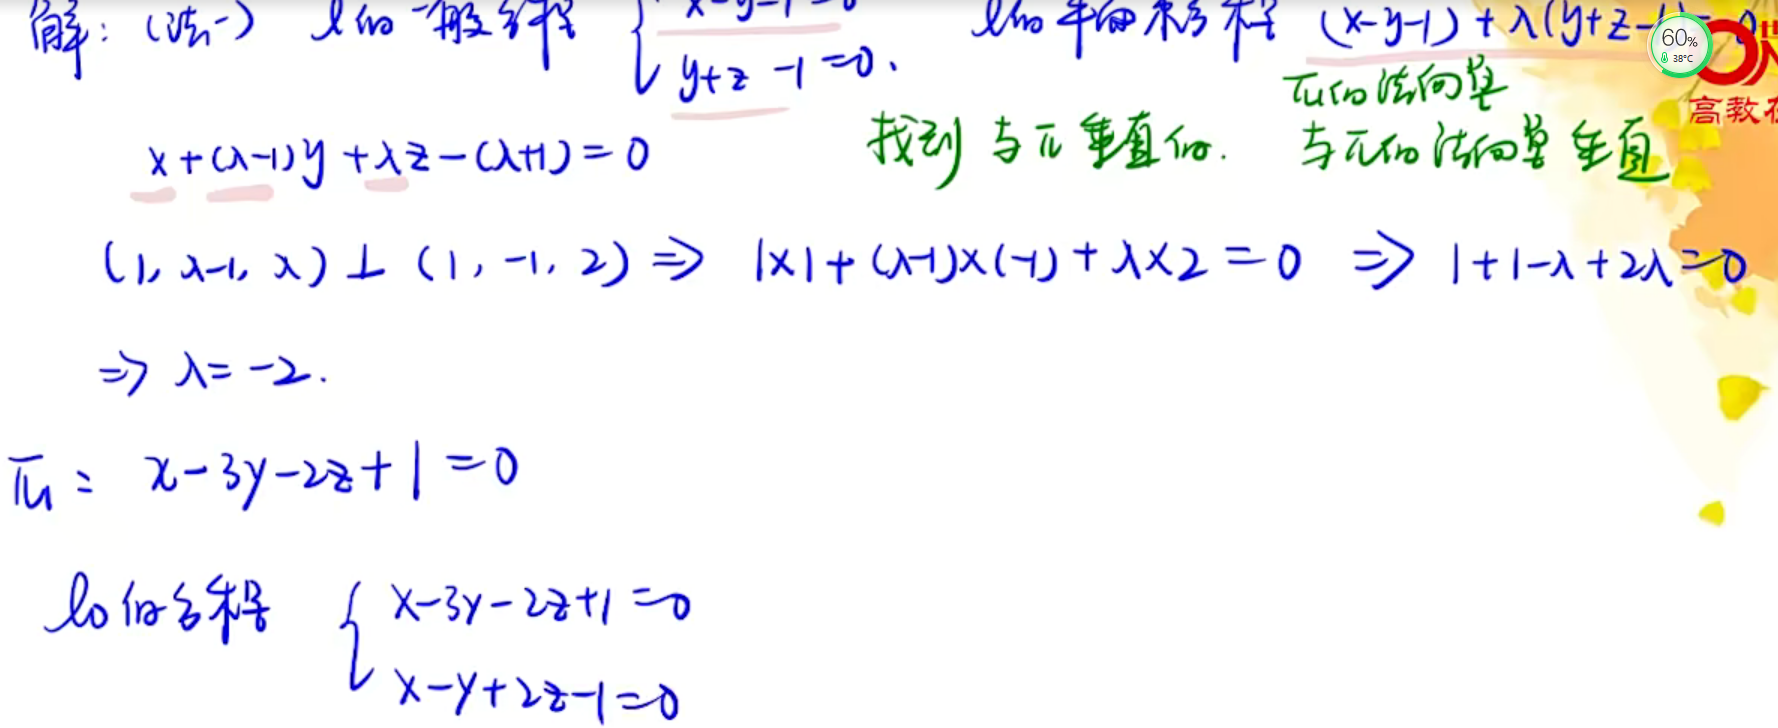 解：（法一） l的一般方程 { x-y-1=0 l的平面束方程 (x-y-1)+λ(y+z-1)=0
y+z-1=0.
60%
38°C
π1的法向量
高教在
x+(λ-1)y+λz-(λ+1)=0 找到与π垂直的. 与π的法向量垂直
(1, λ-1, λ) ⊥ (1, -1, 2) ⇒ 1×1+(λ-1)×(-1)+λ×2=0 ⇒ 1+1-λ+2λ=0
⇒ λ=-2.
π1: x-3y-2z+1=0
l0的方程 { x-3y-2z+1=0
x-y+2z-1=0